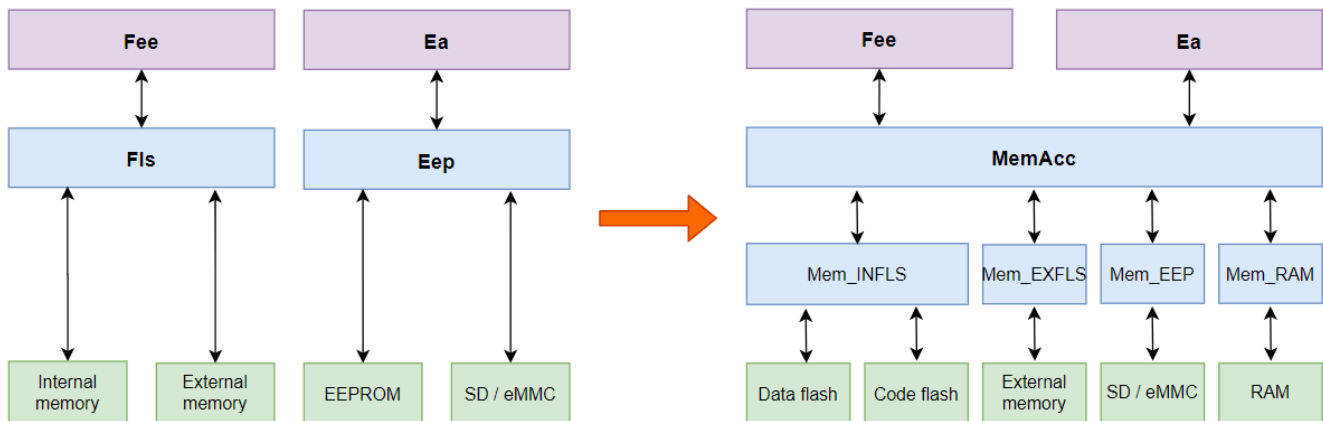 Fee
Ea
Fls
Eep
Internal
memory
External
memory
EEPROM
SD / eMMC
Fee
Ea
MemAcc
Mem_INFLS
Mem_EXFLS
Mem_EEP
Mem_RAM
Data flash
Code flash
External
memory
SD / eMMC
RAM